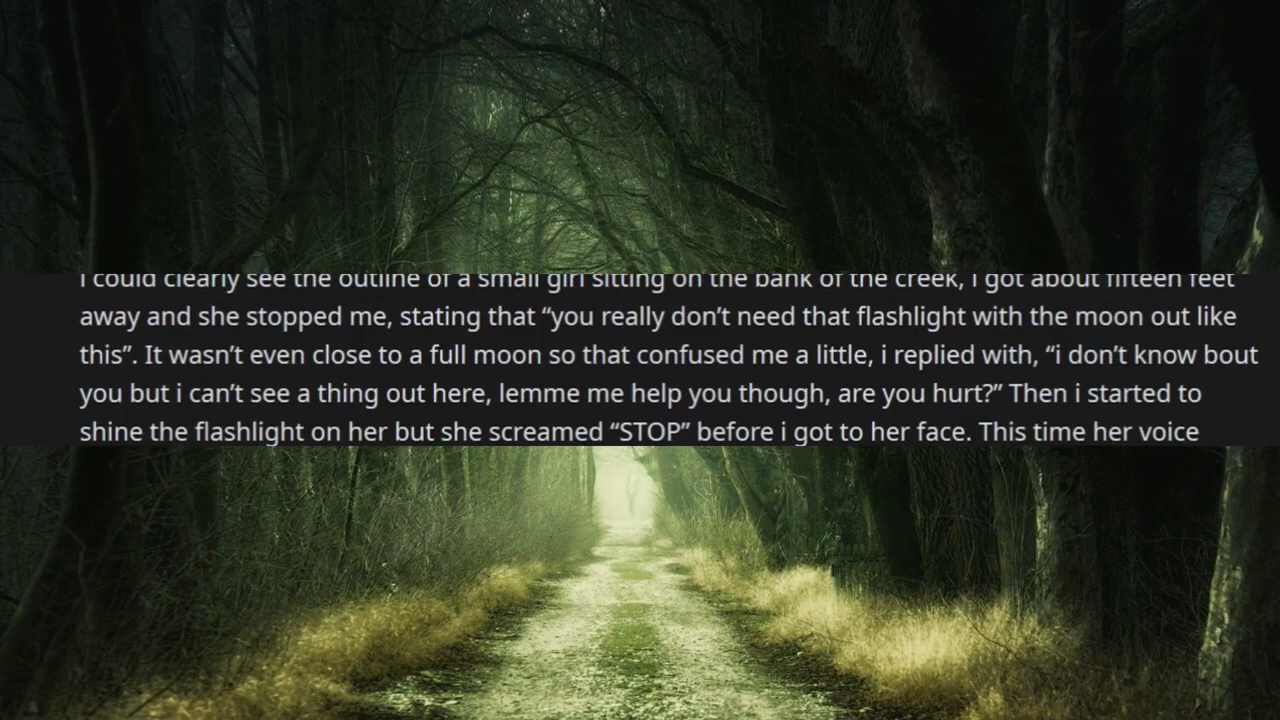 i could clearly see the outline of a small girl sitting on the bank of the creek, i got about fifteen feet
away and she stopped me, stating that “you really don’t need that flashlight with the moon out like
this”. It wasn’t even close to a full moon so that confused me a little, i replied with, “i don’t know bout
you but i can’t see a thing out here, lemme me help you though, are you hurt?” Then i started to
shine the flashlight on her but she screamed “STOP” before i got to her face. This time her voice